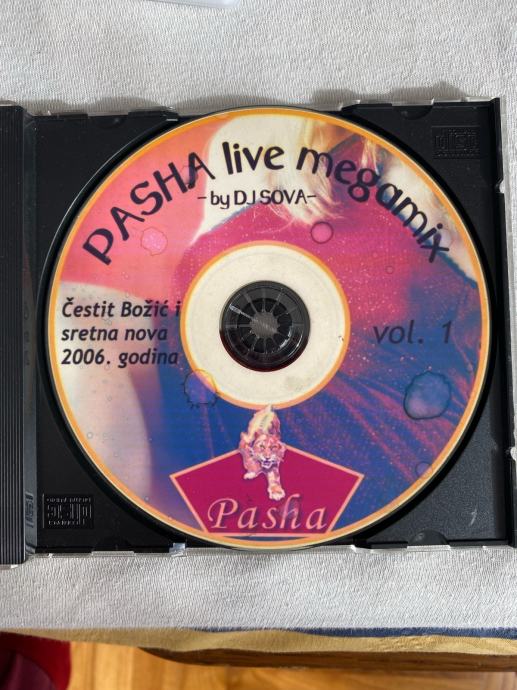 PASHA live megamix
- by DJ SOVA -
Čestit Božić i
sretna nova
2006. godina
vol. 1
Pasha